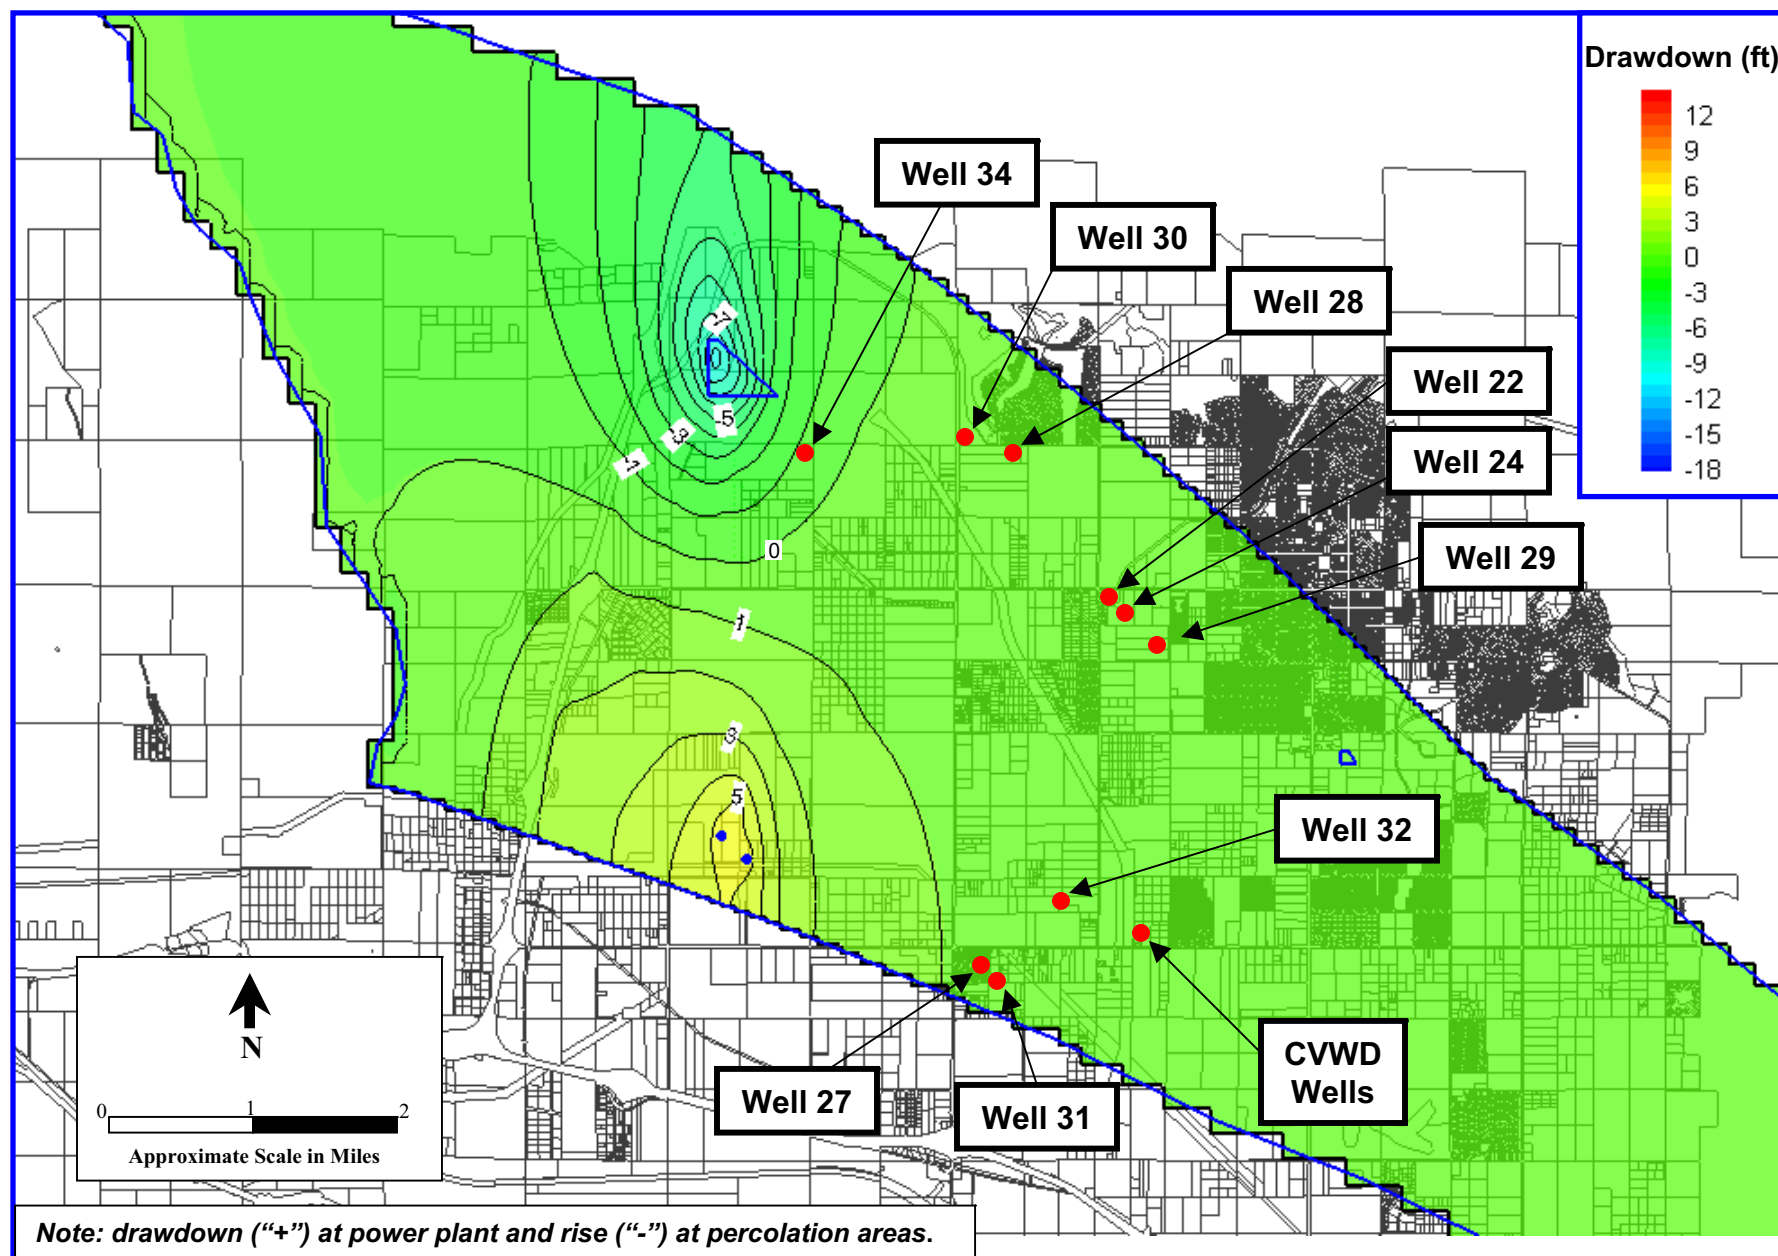 Drawdown (ft)
12
9
6
3
0
-3
-6
-9
-12
-15
-18
Well 34
Well 30
Well 28
Well 22
Well 24
Well 29
-5
-3
-1
0
1
3
5
Well 32
CVWD
Wells
Well 27
Well 31
N
0 1 2
Approximate Scale in Miles
Note: drawdown (“+”) at power plant and rise (“-”) at percolation areas.